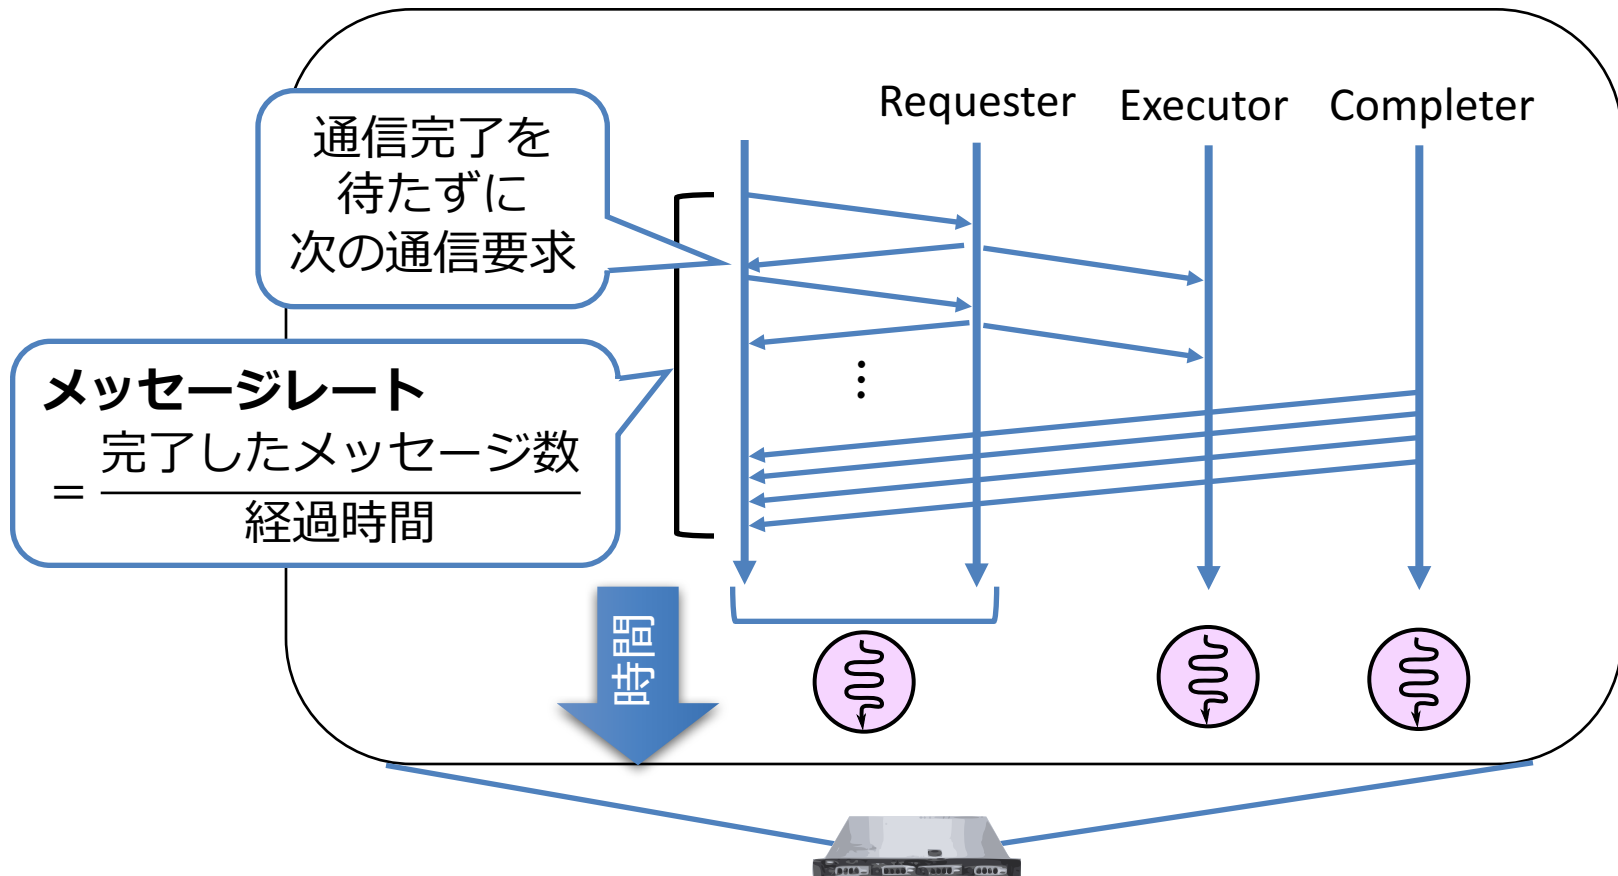 Requester Executor Completer
通信完了を
待たずに
次の通信要求
メッセージレート
完了したメッセージ数
=
経過時間
⋮
時間